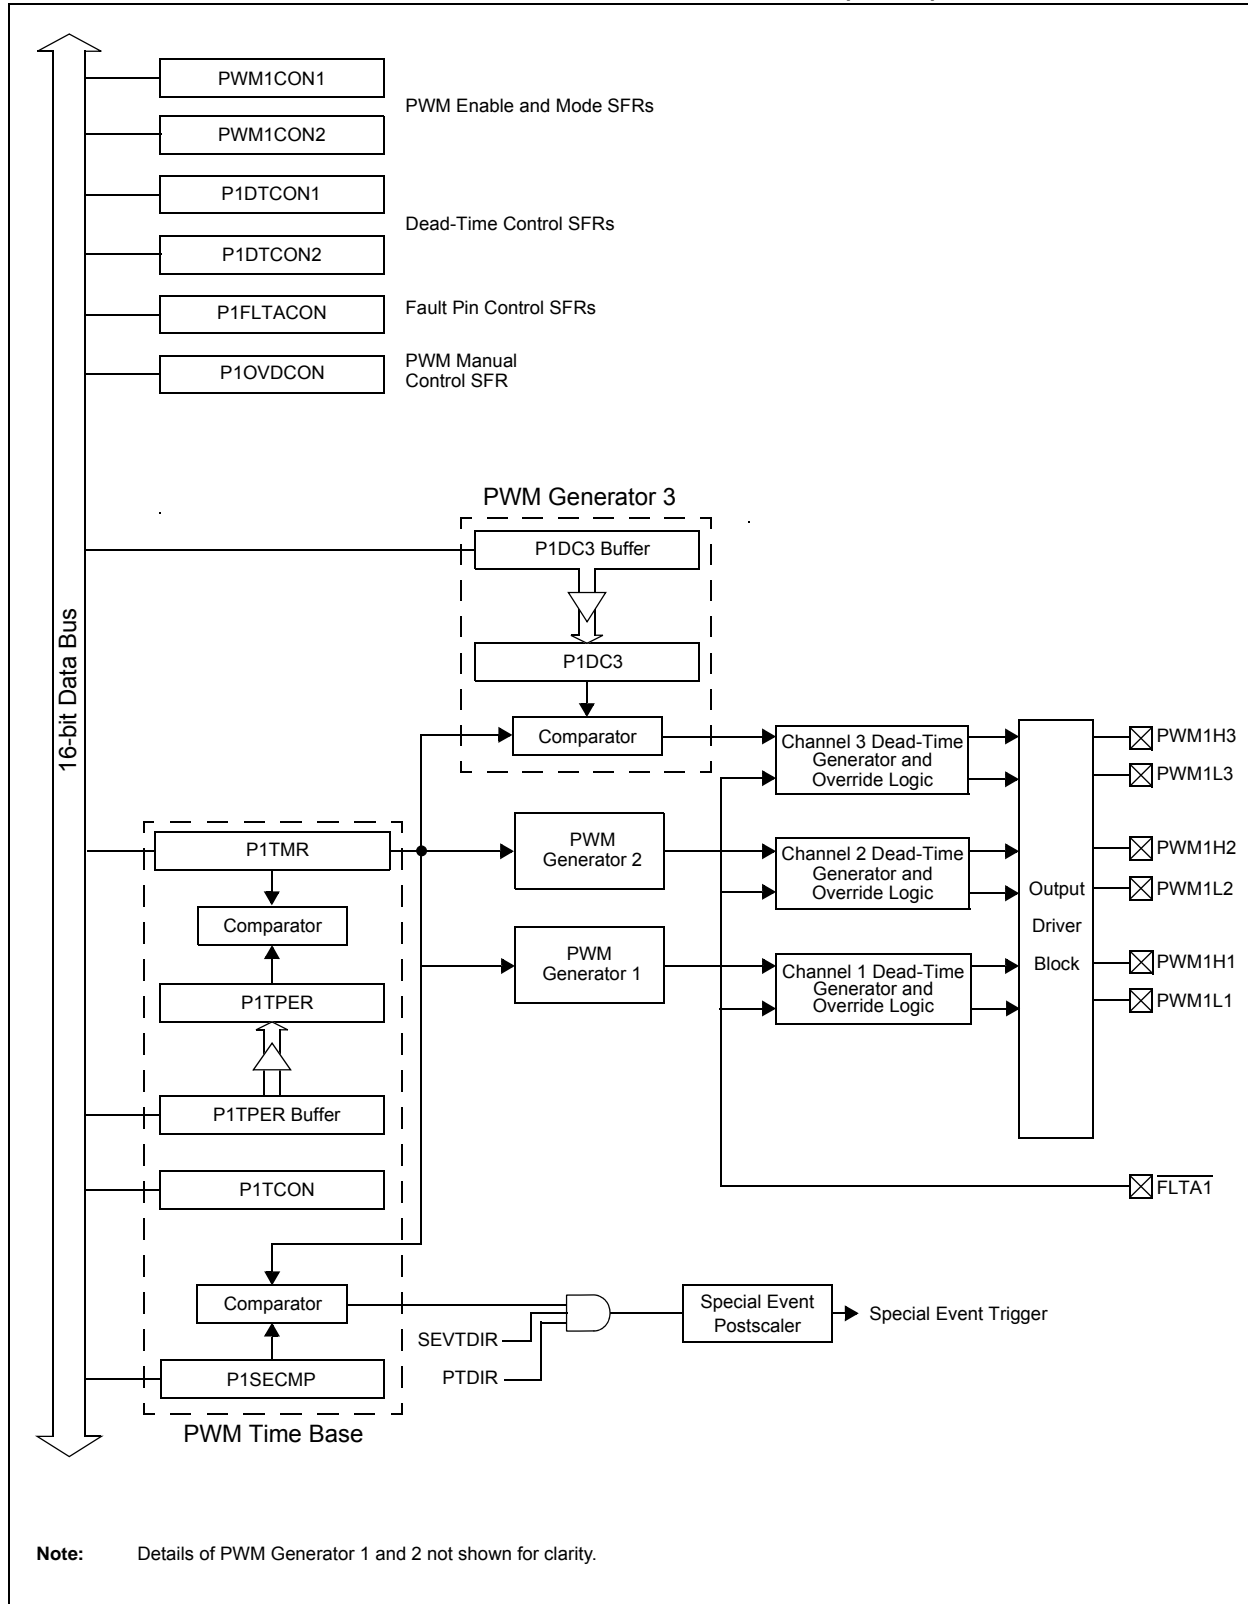 PWM1CON1
PWM Enable and Mode SFRs
PWM1CON2
P1DTCON1
Dead-Time Control SFRs
P1DTCON2
P1FLTACON
Fault Pin Control SFRs
P1OVDCON
PWM Manual
Control SFR
16-bit Data Bus
PWM Generator 3
P1DC3 Buffer
P1DC3
Comparator
Channel 3 Dead-Time
Generator and
Override Logic
PWM1H3
PWM1L3
P1TMR
Comparator
P1TPER
P1TPER Buffer
P1TCON
Comparator
P1SECMP
PWM Time Base
PWM
Generator 2
Channel 2 Dead-Time
Generator and
Override Logic
PWM1H2
PWM1L2
PWM
Generator 1
Channel 1 Dead-Time
Generator and
Override Logic
Output
Driver
Block
PWM1H1
PWM1L1
FLTA1
SEVTDIR
PTDIR
Special Event
Postscaler
Special Event Trigger
Note: Details of PWM Generator 1 and 2 not shown for clarity.